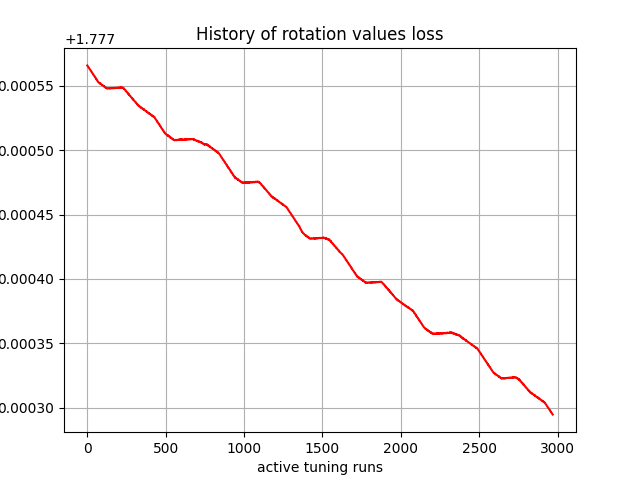 History of rotation values loss
+1.777
0.00055
0.00050
0.00045
0.00040
0.00035
0.00030
0 500 1000 1500 2000 2500 3000
active tuning runs